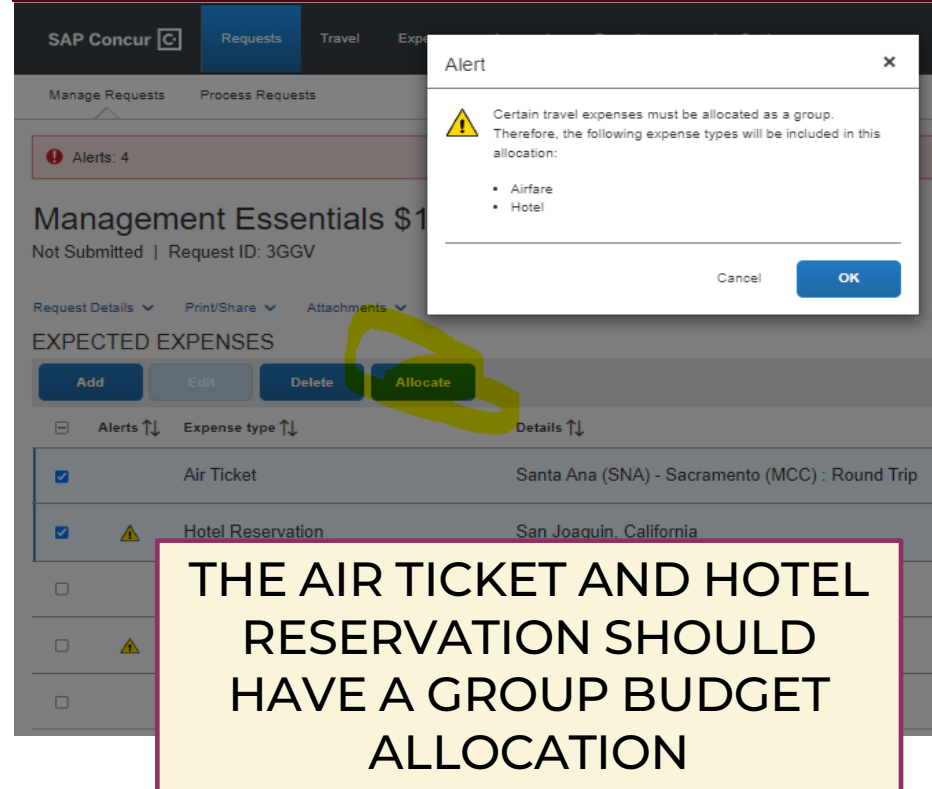 SAP Concur C
Requests
Travel
Alert
×
Manage Requests
Process Requests
Certain travel expenses must be allocated as a group.
Therefore, the following expense types will be included in this
allocation:
• Airfare
• Hotel
Alerts: 4
Management Essentials $1
Not Submitted | Request ID: 3GGV
Cancel
OK
Request Details
Print/Share
Attachments
EXPECTED EXPENSES
Add
Edit
Delete
Allocate
Alerts
Expense type
Details
Air Ticket
Santa Ana (SNA) - Sacramento (MCC) : Round Trip
Hotel Reservation
San Joaquin, California
THE AIR TICKET AND HOTEL
RESERVATION SHOULD
HAVE A GROUP BUDGET
ALLOCATION